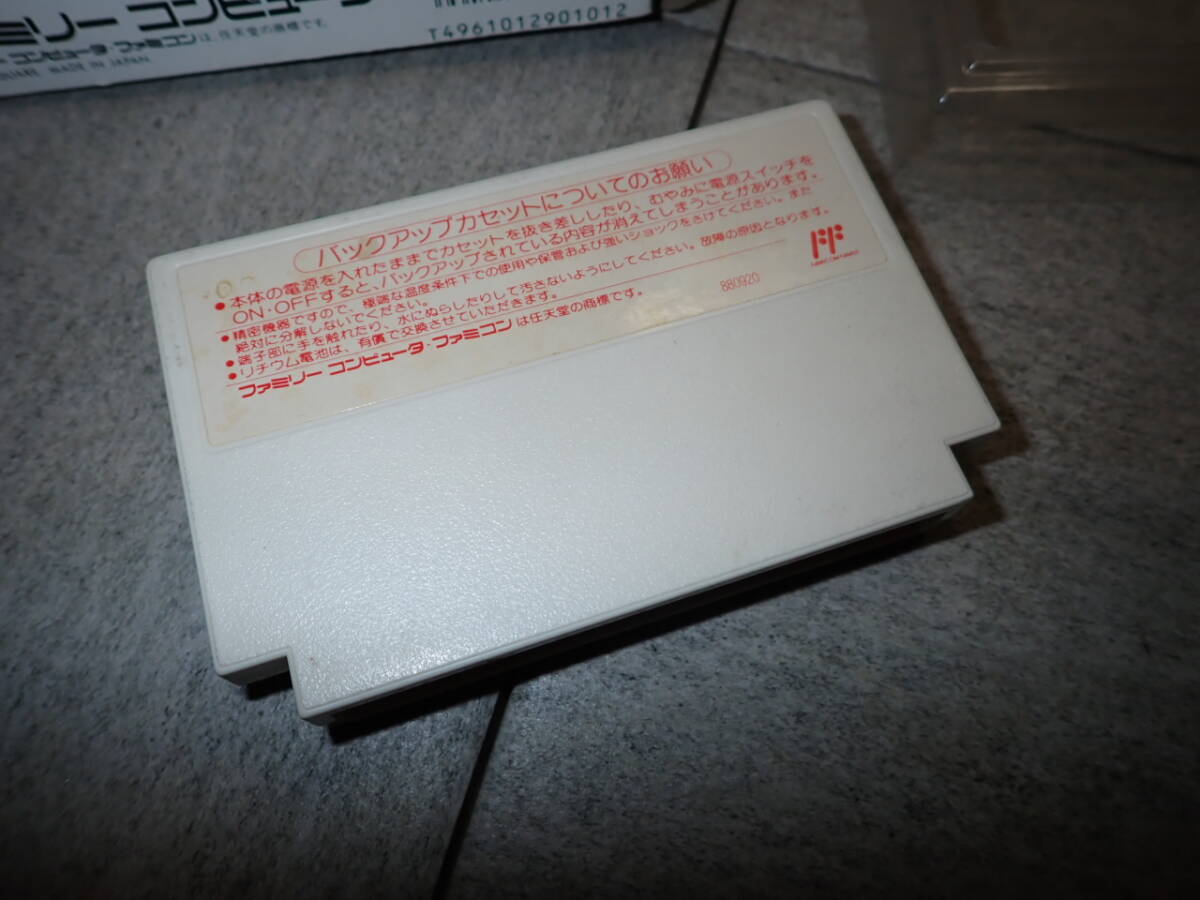 ミリー コンピュータ
T4961012901012
コンピュータ・ファミコンは、任天堂の商標です。
MADE IN JAPAN.
バックアップカセットについてのお願い
●本体の電源を入れたままでカセットを抜き差ししたり、むやみに電源スイッチを
ON・OFFすると、バックアップされている内容が消えてしまうことがあります。
●精密機器ですので、極端な温度条件下での使用や保管および強いショックをさけてください。また、
絶対に分解しないでください。
●端子部に手を触れたり、水にぬらしたりして汚さないようにしてください。故障の原因となります。
●リチウム電池は、有償で交換させていただきます。
ファミリー コンピュータ・ファミコンは任天堂の商標です。
880920